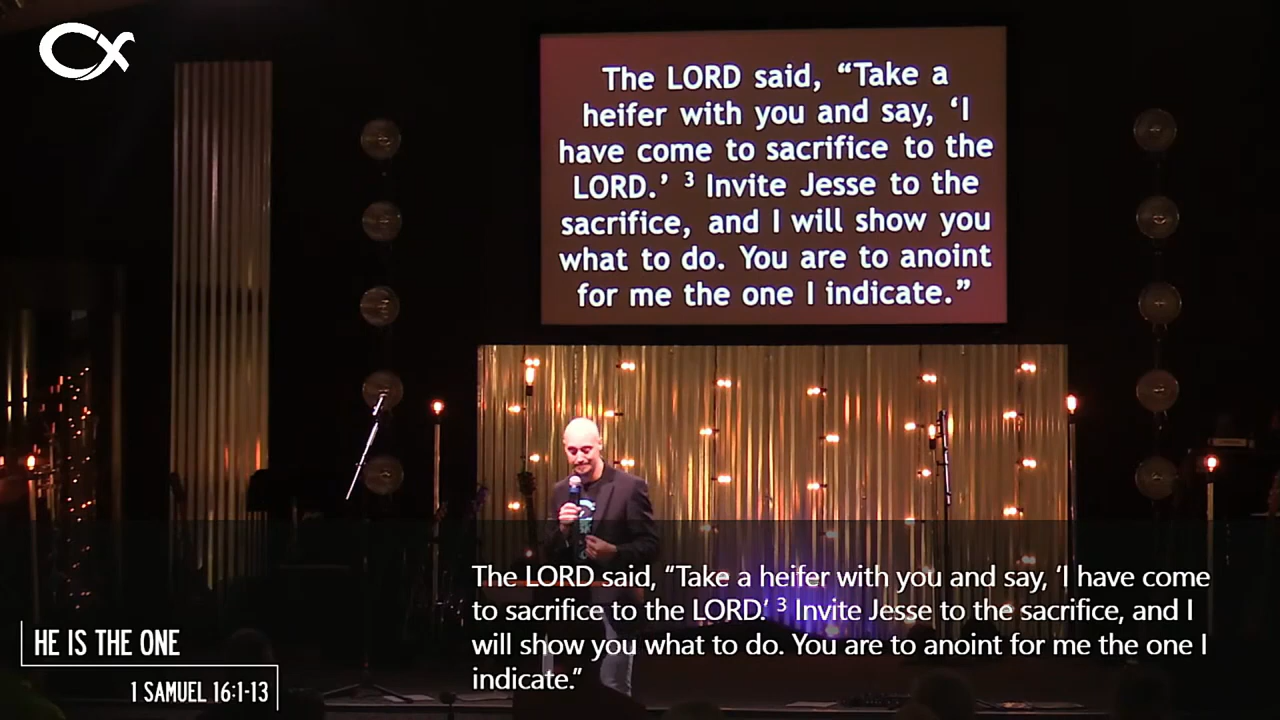 CX
The LORD said, “Take a
heifer with you and say, ‘I
have come to sacrifice to the
LORD.’ ³ Invite Jesse to the
sacrifice, and I will show you
what to do. You are to anoint
for me the one I indicate.”
The LORD said, “Take a heifer with you and say, ‘I have come
to sacrifice to the LORD.’ ³ Invite Jesse to the sacrifice, and I
will show you what to do. You are to anoint for me the one I
indicate.”
HE IS THE ONE
1 SAMUEL 16:1-13